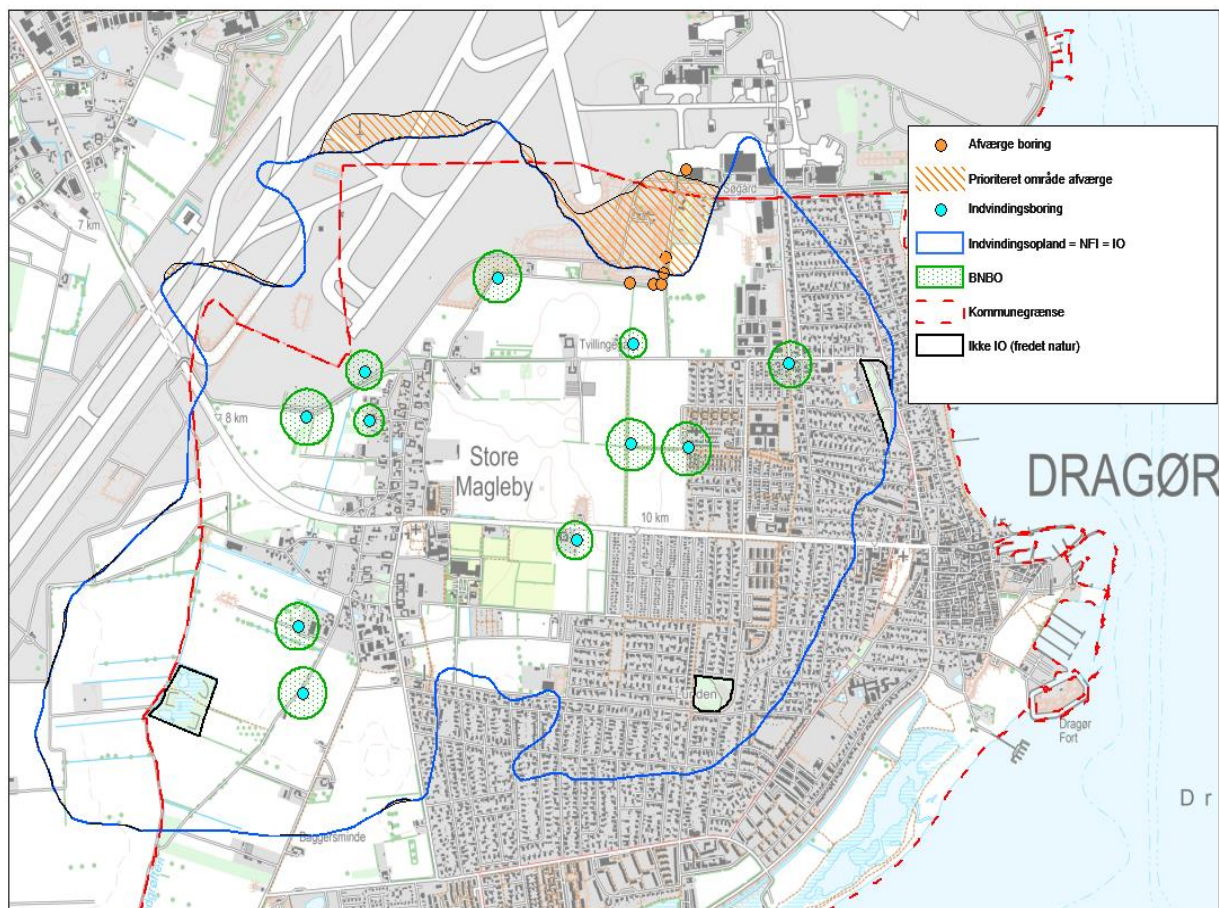 Afværge boring
Prioriteret område afværge
Indvindingsboring
Indvindingsopland = NFI = IO
BNBO
Kommunegrænse
Ikke IO (fredet natur)
Søgård
7 km
8 km
Store
Magleby
10 km
DRAGØR
Lunden
Dragør
Fort
Baggersminde
D r